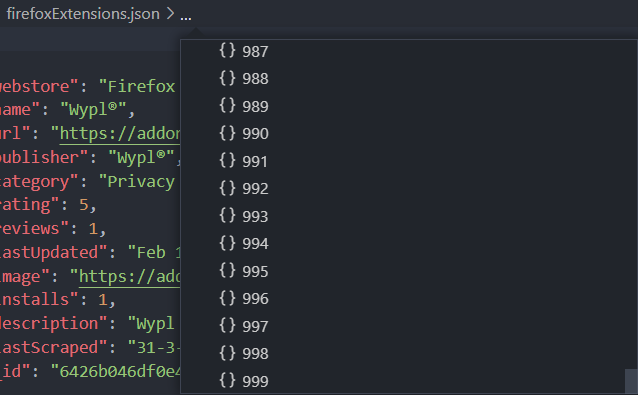 firefoxExtensions.json > ...
{} 987
{} 988
{} 989
{} 990
{} 991
{} 992
{} 993
{} 994
{} 995
{} 996
{} 997
{} 998
{} 999
webstore": "Firefox
name": "Wypl®",
url": "https://addon
publisher": "Wypl®",
category": "Privacy
rating": 5,
reviews": 1,
lastUpdated": "Feb 1
image": "https://add
installs": 1,
description": "Wypl
lastScraped": "31-3-
_id": "6426b046df0e4